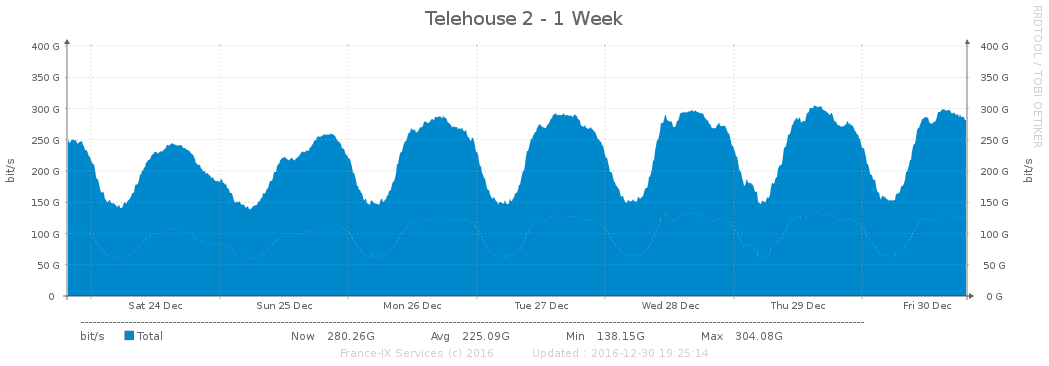 Telehouse 2 - 1 Week
RRDTOOL / TOBI OETIKER
400 G 400 G
350 G 350 G
300 G 300 G
250 G 250 G
200 G 200 G
150 G 150 G
100 G 100 G
50 G 50 G
0 0 G
bit/s bit/s
Sat 24 Dec Sun 25 Dec Mon 26 Dec Tue 27 Dec Wed 28 Dec Thu 29 Dec Fri 30 Dec
bit/s Total Now 280.26G Avg 225.09G Min 138.15G Max 304.08G
France-IX Services (c) 2016 Updated : 2016-12-30 19:25:14